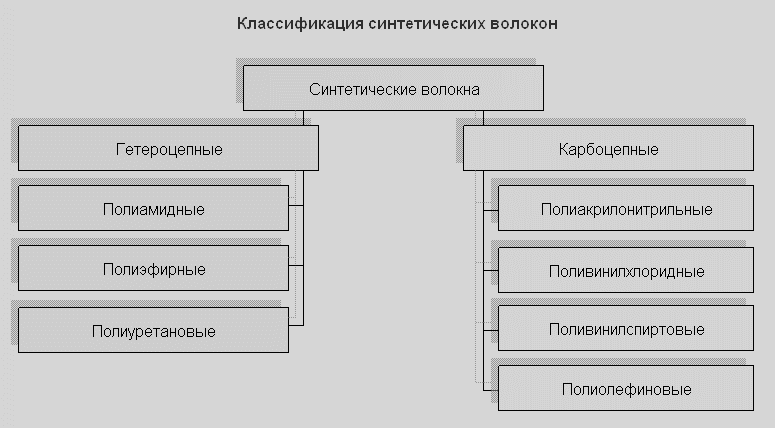 Классификация синтетических волокон
Синтетические волокна
Гетероцепные
Карбоцепные
Полиамидные
Полиакрилонитрильные
Полиэфирные
Поливинилхлоридные
Полиуретановые
Поливинилспиртовые
Полиолефиновые